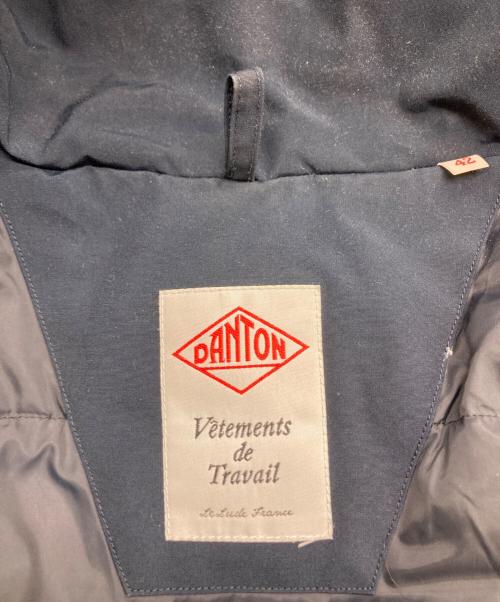 42
DANTON
Vêtements
de
Travail
Le Lude France